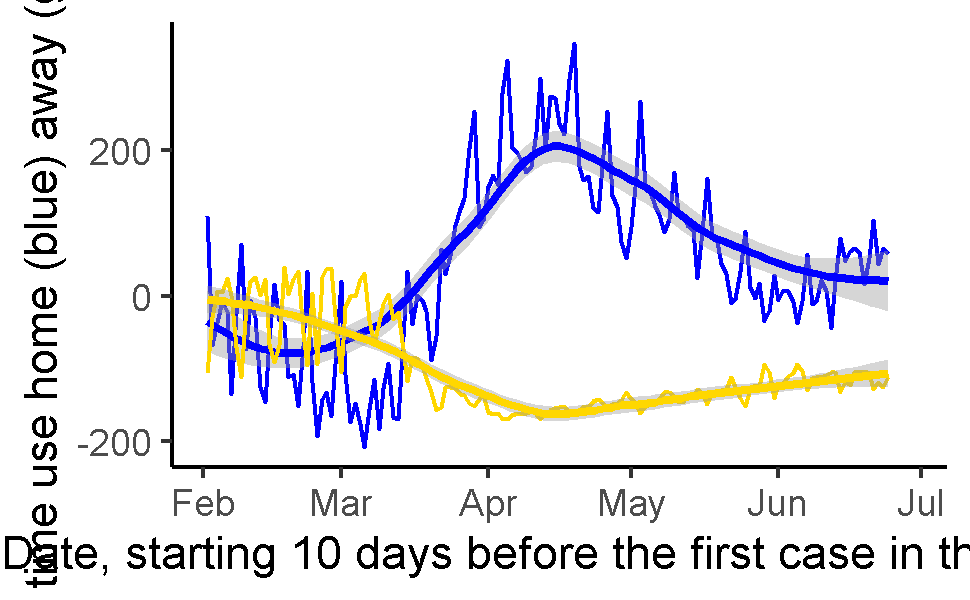 time use home (blue) away (
200
0
-200
Feb Mar Apr May Jun Jul
Date, starting 10 days before the first case in th